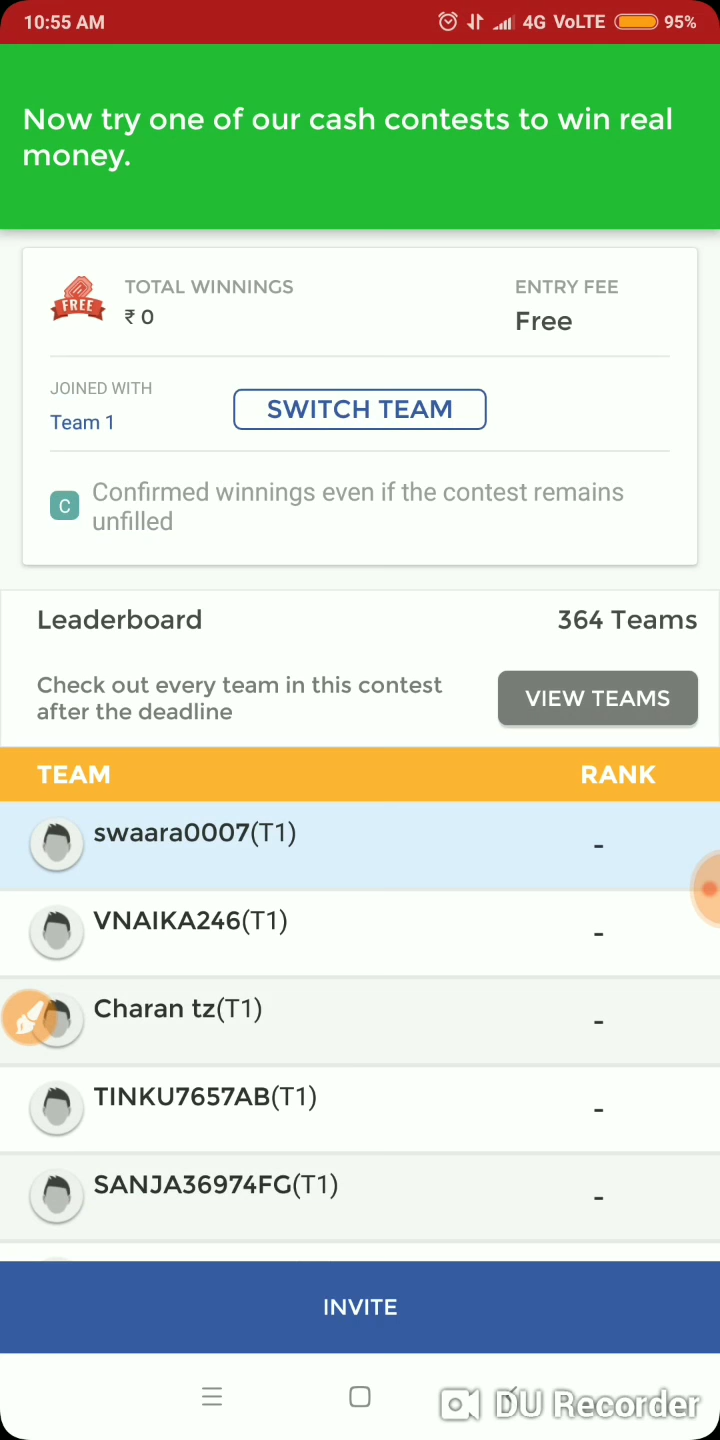 10:55 AM 4G VoLTE 95%
Now try one of our cash contests to win real
money.
FREE
TOTAL WINNINGS ENTRY FEE
₹ 0 Free
JOINED WITH
Team 1 SWITCH TEAM
C Confirmed winnings even if the contest remains
unfilled
Leaderboard 364 Teams
Check out every team in this contest
after the deadline
VIEW TEAMS
TEAM RANK
swaara0007(T1) -
VNAIKA246(T1) -
Charan tz(T1) -
TINKU7657AB(T1) -
SANJA36974FG(T1) -
INVITE
DU Recorder